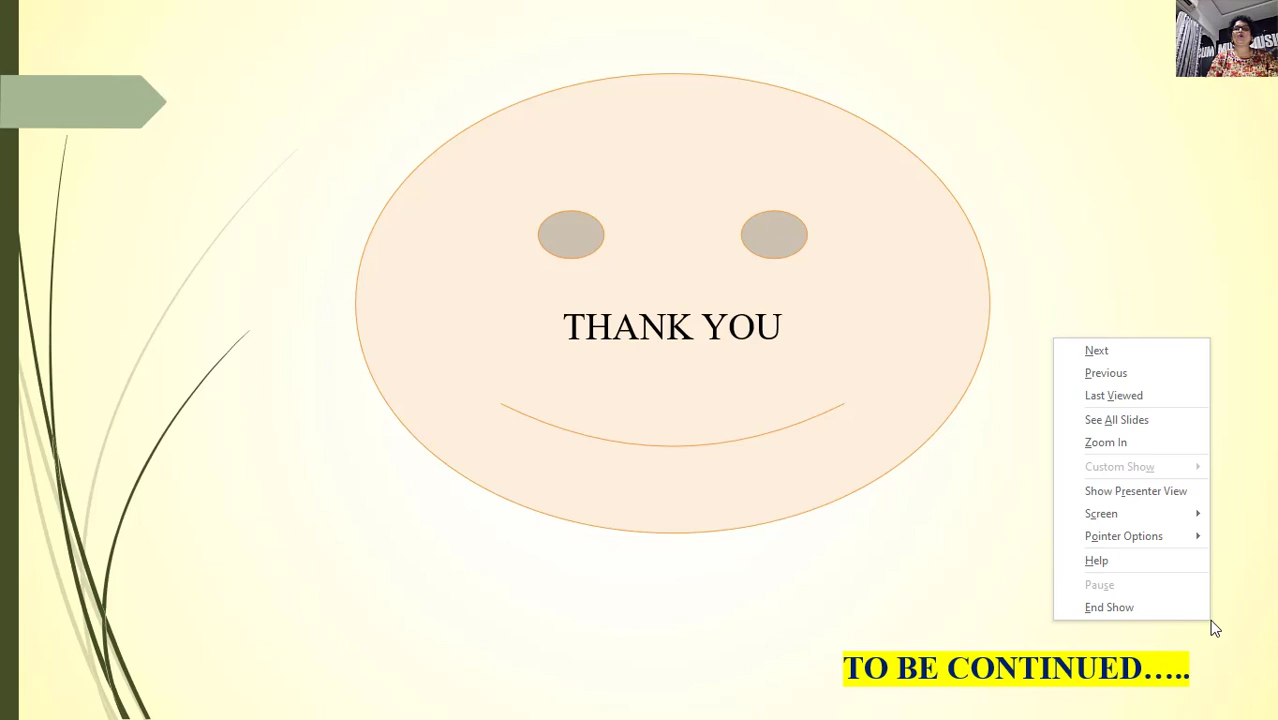 THANK YOU
Next
Previous
Last Viewed
See All Slides
Zoom In
Custom Show
Show Presenter View
Screen
Pointer Options
Help
Pause
End Show
TO BE CONTINUED…..